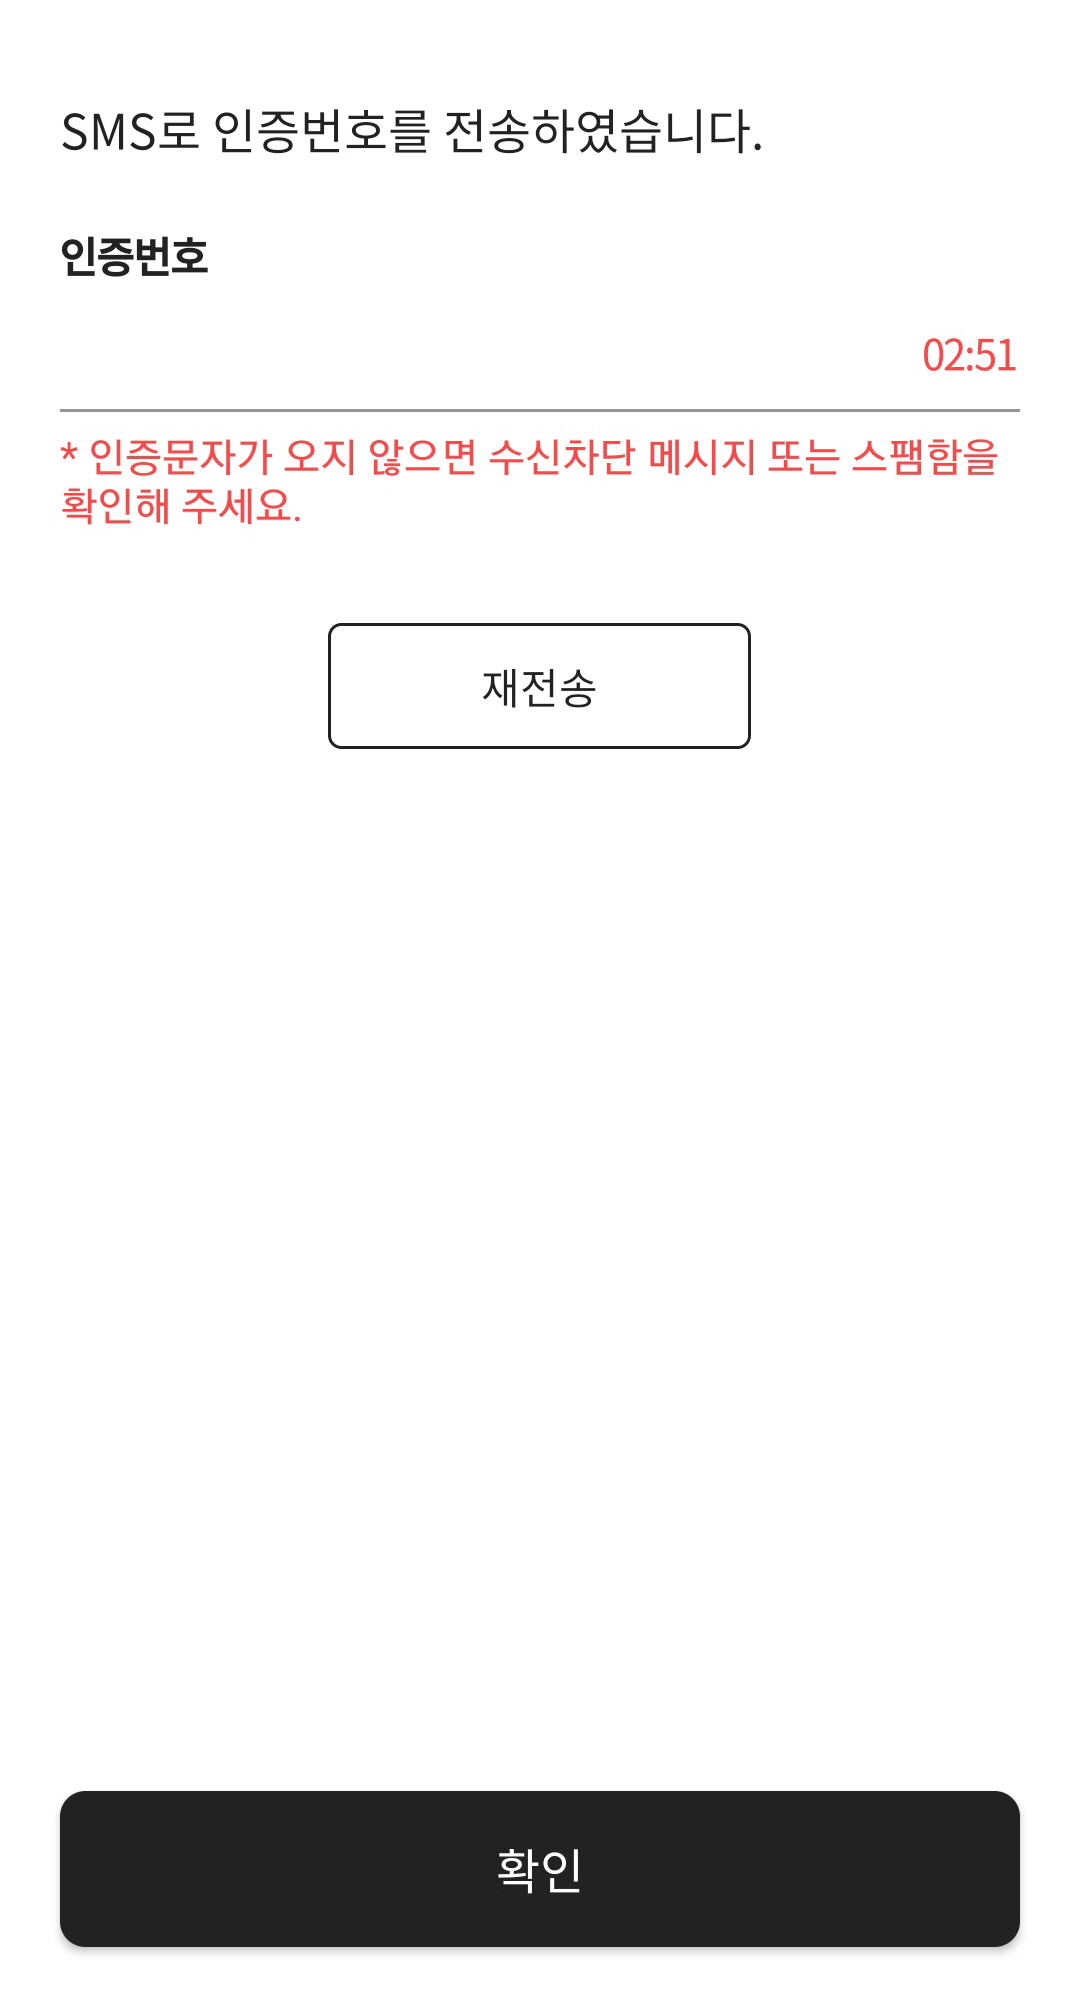 SMS로 인증번호를 전송하였습니다.
인증번호
02:51
* 인증문자가 오지 않으면 수신차단 메시지 또는 스팸함을
확인해 주세요.
재전송
확인